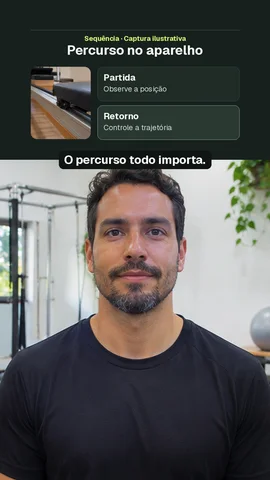 Sequência · Captura ilustrativa
Percurso no aparelho
Partida
Observe a posição
Retorno
Controle a trajetória
O percurso todo importa.